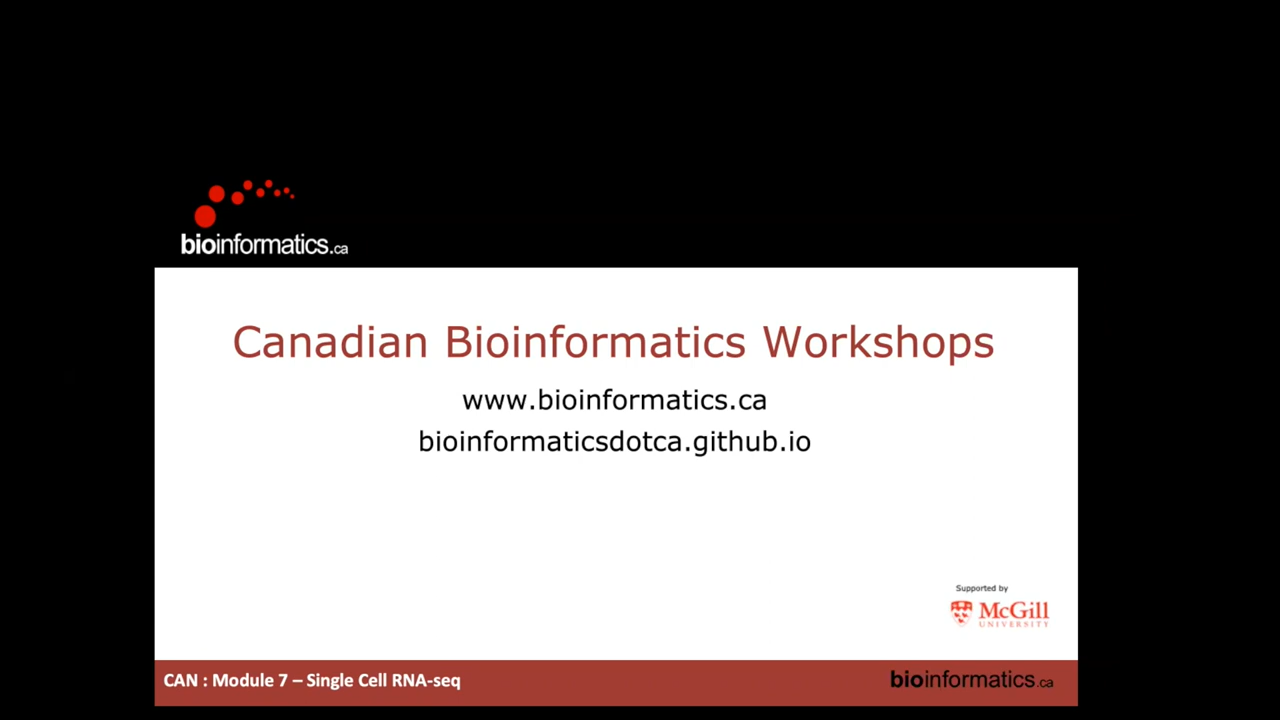 bioinformatics.ca
Canadian Bioinformatics Workshops
www.bioinformatics.ca
bioinformaticsdotca.github.io
Supported by
McGill
UNIVERSITY
CAN : Module 7 – Single Cell RNA-seq
bioinformatics.ca